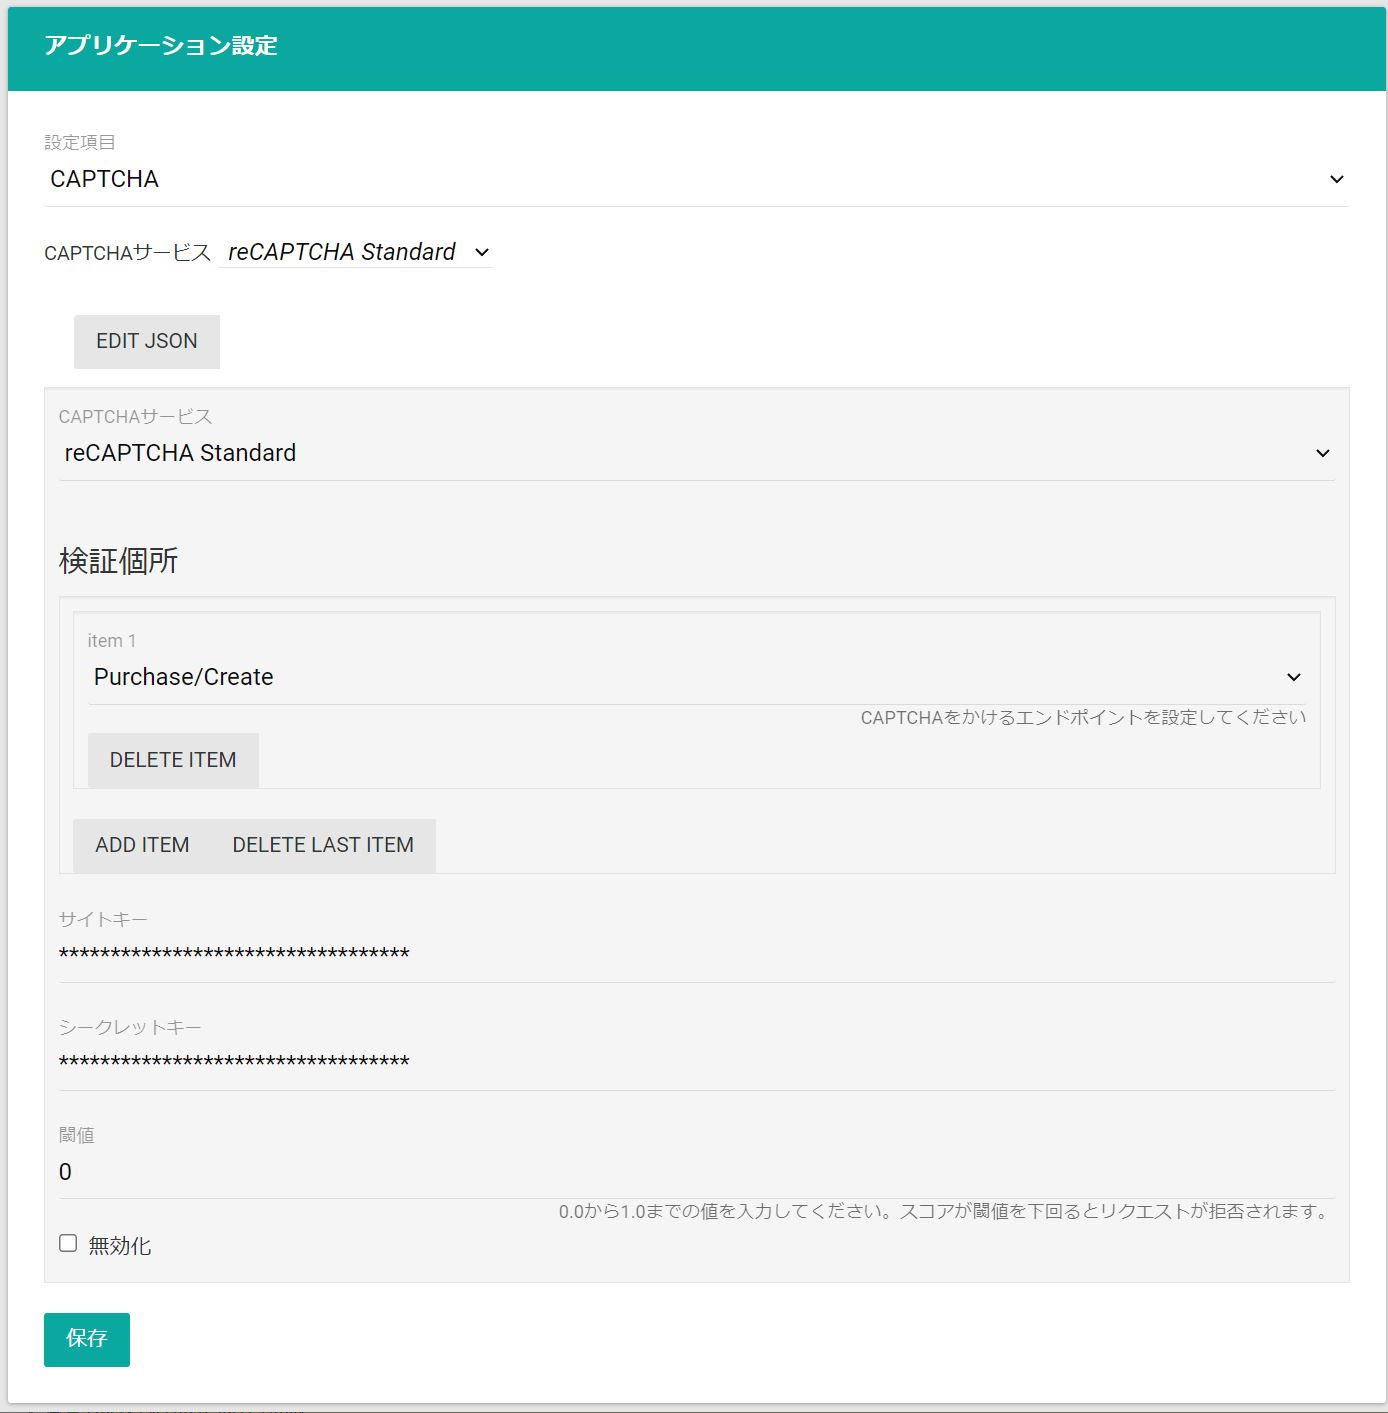 アプリケーション設定
設定項目
CAPTCHA
CAPTCHAサービス reCAPTCHA Standard
EDIT JSON
CAPTCHAサービス
reCAPTCHA Standard
検証個所
item 1
Purchase/Create
CAPTCHAをかけるエンドポイントを設定してください
DELETE ITEM
ADD ITEM DELETE LAST ITEM
サイトキー
**********************************
シークレットキー
**********************************
閾値
0
0.0から1.0までの値を入力してください。スコアが閾値を下回るとリクエストが拒否されます。
無効化
保存